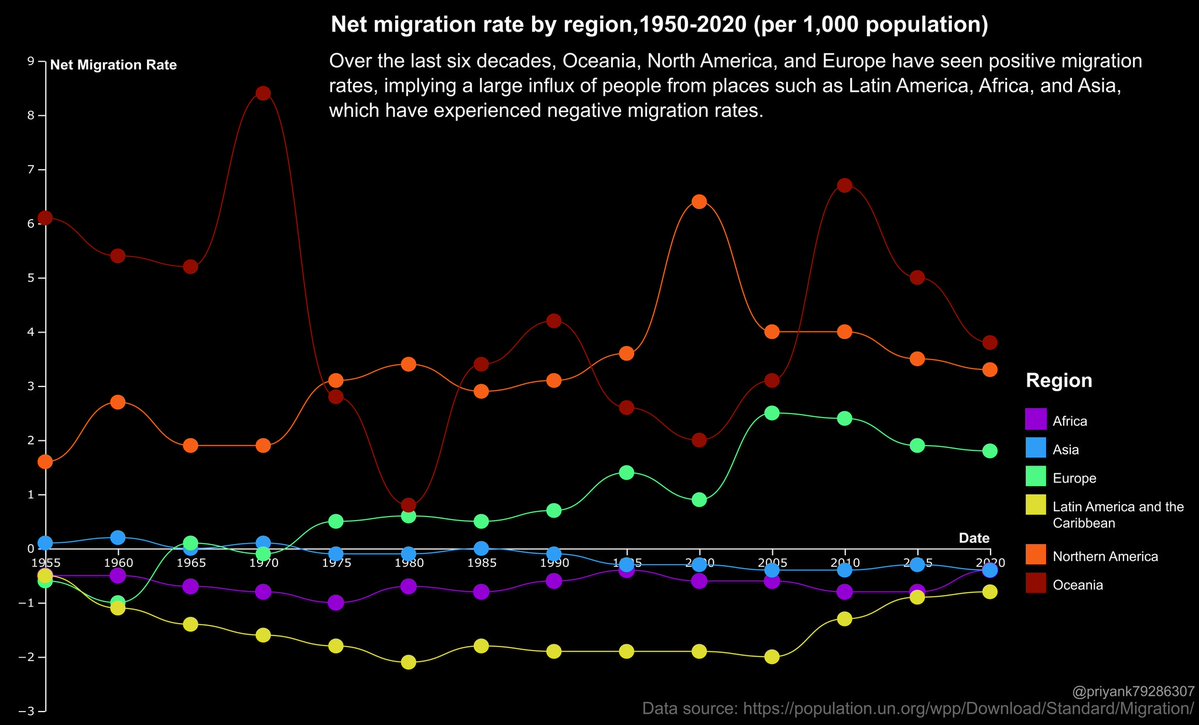 Net migration rate by region,1950-2020 (per 1,000 population)
Over the last six decades, Oceania, North America, and Europe have seen positive migration
rates, implying a large influx of people from places such as Latin America, Africa, and Asia,
which have experienced negative migration rates.
Net Migration Rate
9
8
7
6
5
4
3
2
1
0
−1
−2
−3
Date
1955 1960 1965 1970 1975 1980 1985 1990 1995 2000 2005 2010 2015 2020
Region
Africa
Asia
Europe
Latin America and the
Caribbean
Northern America
Oceania
@priyank79286307
Data source: https://population.un.org/wpp/Download/Standard/Migration/